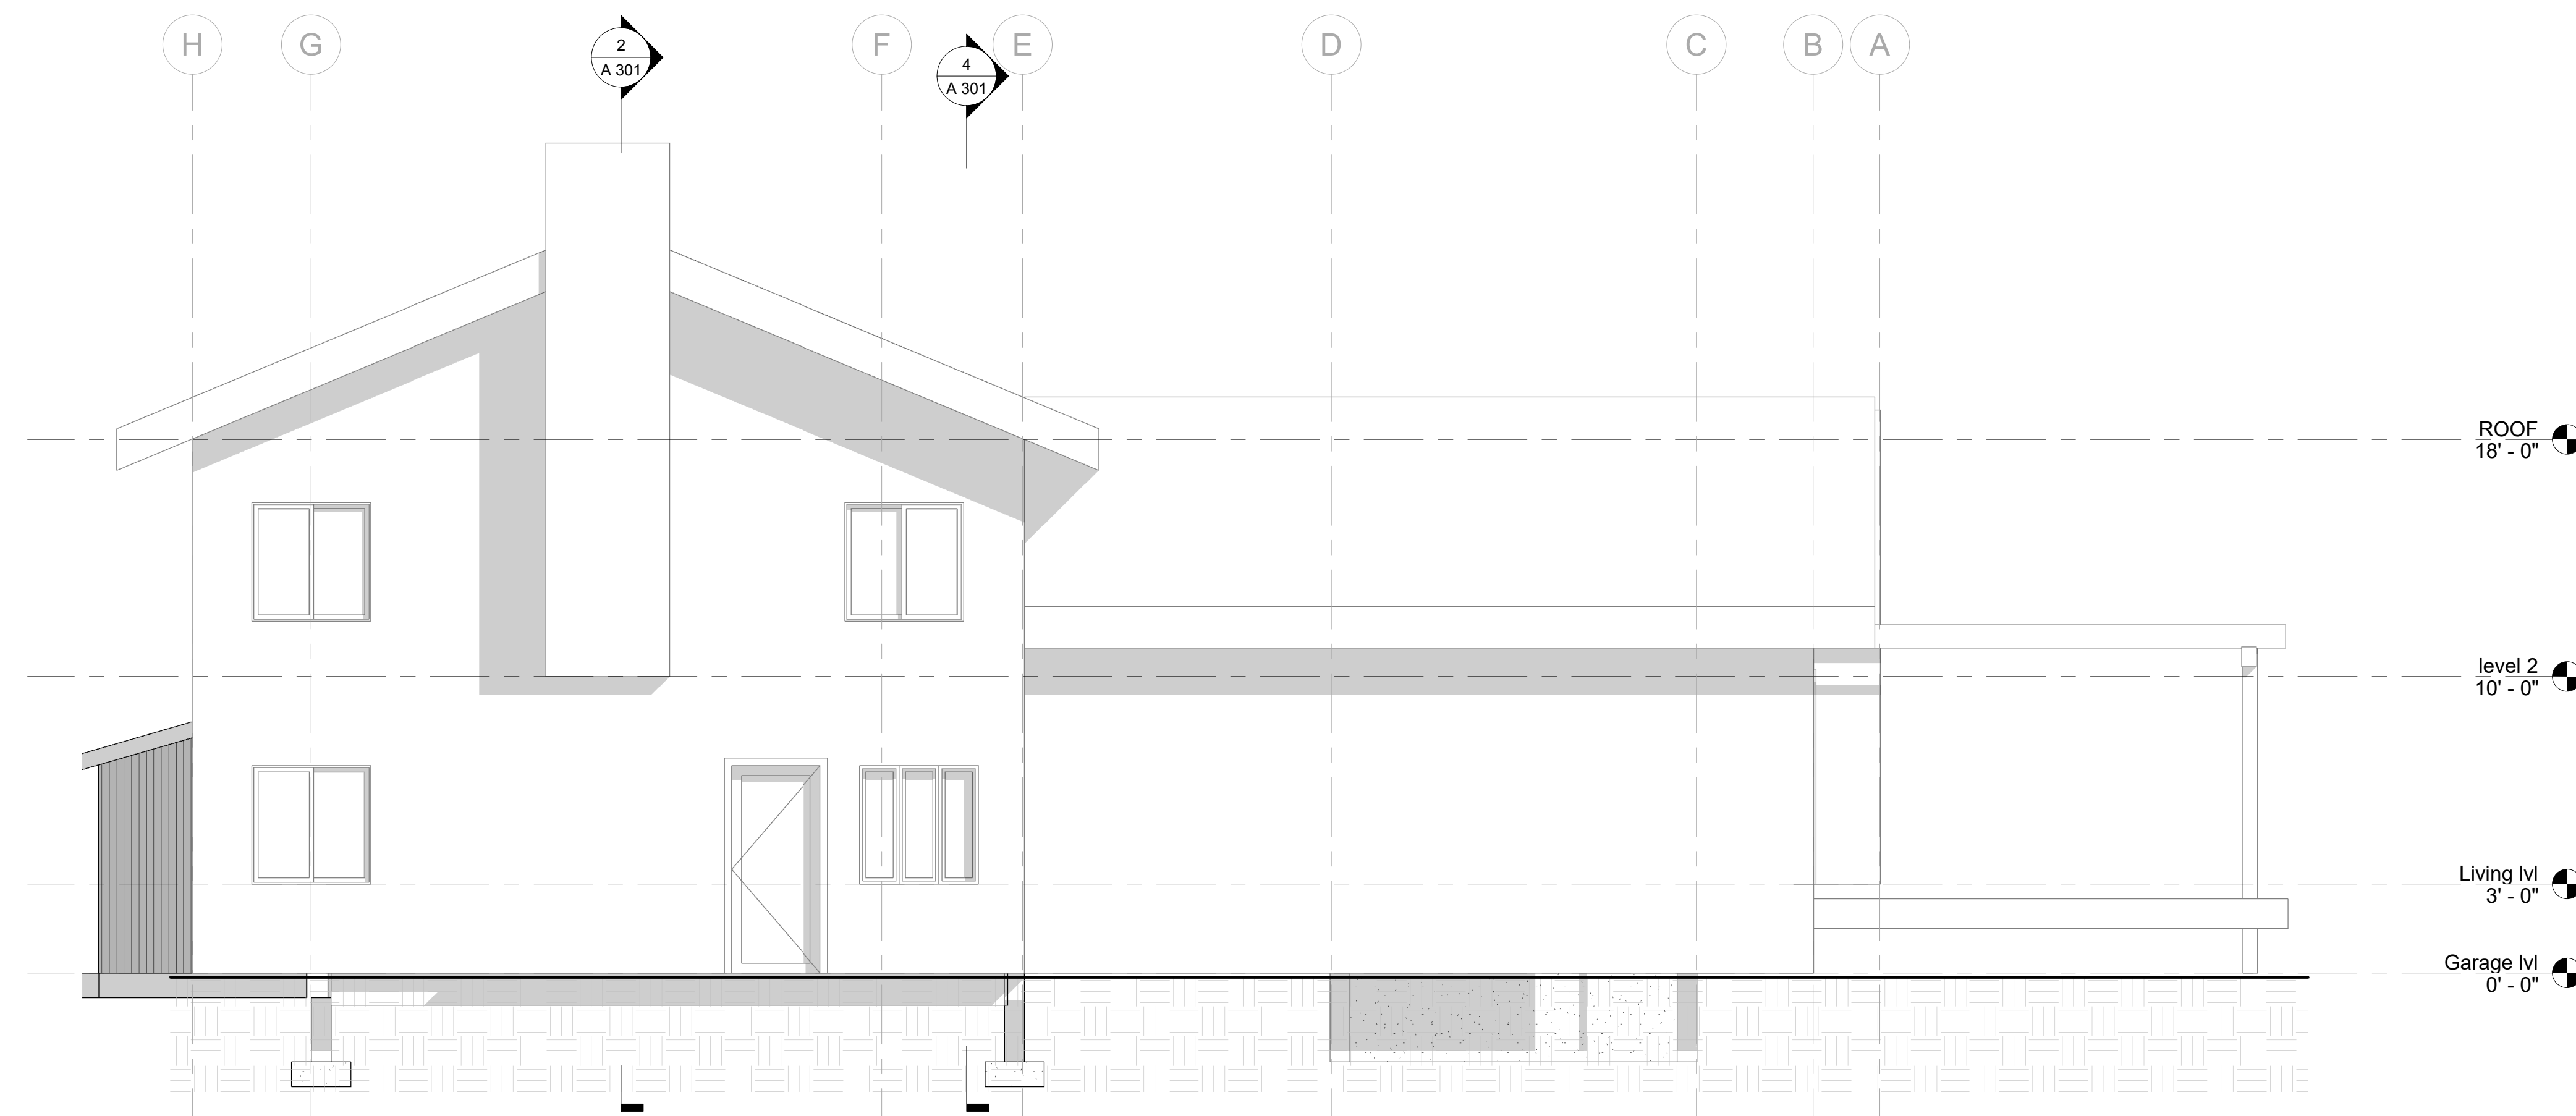 H
G
2
A 301
F
4
A 301
E
D
C
B
A
ROOF
18' - 0"
level 2
10' - 0"
Living lvl
3' - 0"
Garage lvl
0' - 0"